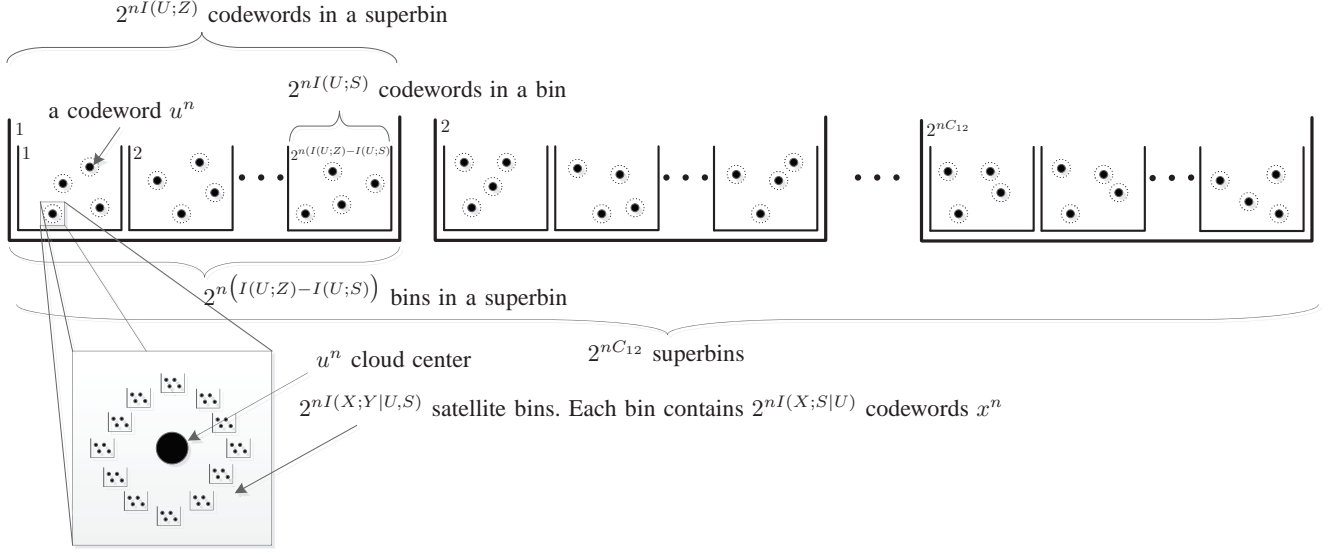 2^{nI(U;Z)} codewords in a superbin
2^{nI(U;S)} codewords in a bin
a codeword u^n
1
1
2
2^{n(I(U;Z)−I(U;S))}
2
2^{nC_{12}}
2^{n(I(U;Z)−I(U;S))} bins in a superbin
2^{nC_{12}} superbins
u^n cloud center
2^{nI(X;Y|U,S)} satellite bins. Each bin contains 2^{nI(X;S|U)} codewords x^n